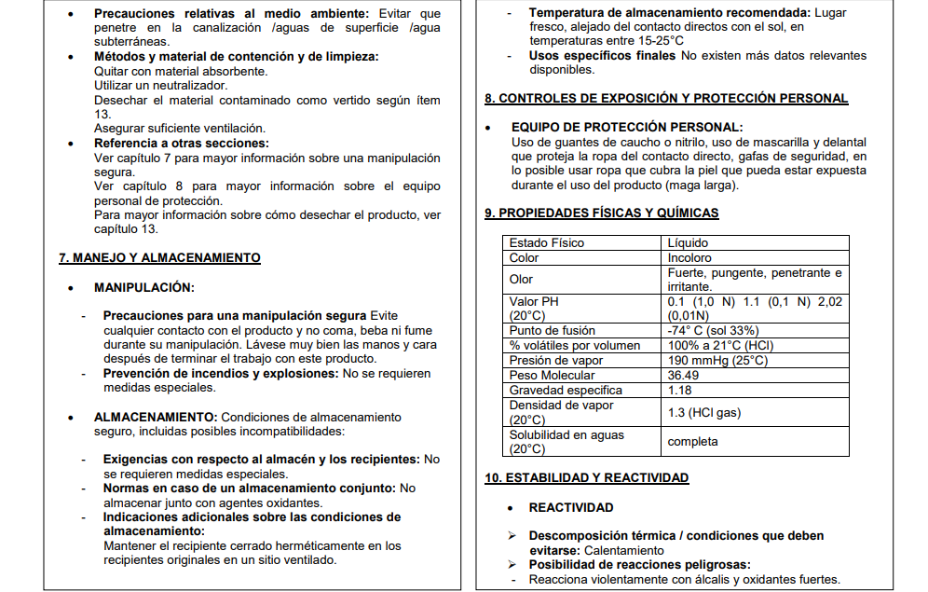 • Precauciones relativas al medio ambiente: Evitar que
penetre en la canalización /aguas de superficie /agua
subterráneas.
• Métodos y material de contención y de limpieza:
Quitar con material absorbente.
Utilizar un neutralizador.
Desechar el material contaminado como vertido según ítem
13.
Asegurar suficiente ventilación.
• Referencia a otras secciones:
Ver capítulo 7 para mayor información sobre una manipulación
segura.
Ver capítulo 8 para mayor información sobre el equipo
personal de protección.
Para mayor información sobre cómo desechar el producto, ver
capítulo 13.
7. MANEJO Y ALMACENAMIENTO
• MANIPULACIÓN:
- Precauciones para una manipulación segura Evite
cualquier contacto con el producto y no coma, beba ni fume
durante su manipulación. Lávese muy bien las manos y cara
después de terminar el trabajo con este producto.
- Prevención de incendios y explosiones: No se requieren
medidas especiales.
• ALMACENAMIENTO: Condiciones de almacenamiento
seguro, incluidas posibles incompatibilidades:
- Exigencias con respecto al almacén y los recipientes: No
se requieren medidas especiales.
- Normas en caso de un almacenamiento conjunto: No
almacenar junto con agentes oxidantes.
- Indicaciones adicionales sobre las condiciones de
almacenamiento:
Mantener el recipiente cerrado herméticamente en los
recipientes originales en un sitio ventilado.
- Temperatura de almacenamiento recomendada: Lugar
fresco, alejado del contacto directos con el sol, en
temperaturas entre 15-25°C
- Usos específicos finales No existen más datos relevantes
disponibles.
8. CONTROLES DE EXPOSICIÓN Y PROTECCIÓN PERSONAL
• EQUIPO DE PROTECCIÓN PERSONAL:
Uso de guantes de caucho o nitrilo, uso de mascarilla y delantal
que proteja la ropa del contacto directo, gafas de seguridad, en
lo posible usar ropa que cubra la piel que pueda estar expuesta
durante el uso del producto (maga larga).
9. PROPIEDADES FÍSICAS Y QUÍMICAS
Estado Físico Líquido
Color Incoloro
Olor Fuerte, pungente, penetrante e
irritante.
Valor PH 0.1 (1,0 N) 1.1 (0,1 N) 2,02
(20°C) (0,01N)
Punto de fusión -74° C (sol 33%)
% volátiles por volumen 100% a 21°C (HCl)
Presión de vapor 190 mmHg (25°C)
Peso Molecular 36.49
Gravedad especifica 1.18
Densidad de vapor
(20°C) 1.3 (HCl gas)
Solubilidad en aguas
(20°C) completa
10. ESTABILIDAD Y REACTIVIDAD
• REACTIVIDAD
➢ Descomposición térmica / condiciones que deben
evitarse: Calentamiento
➢ Posibilidad de reacciones peligrosas:
- Reacciona violentamente con álcalis y oxidantes fuertes.